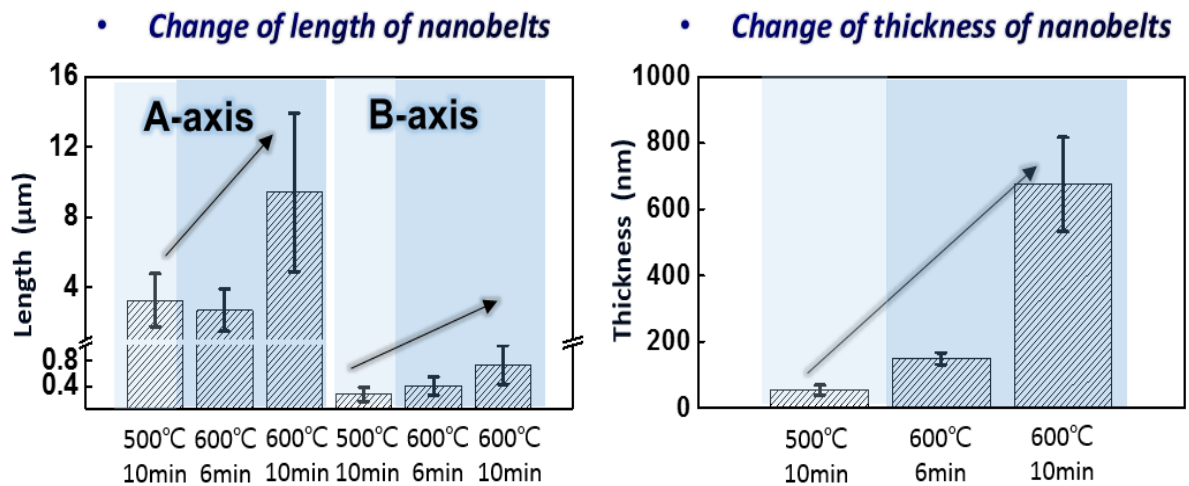 • Change of length of nanobelts
Length (μm)
16
12
8
4
0.8
0.4
A-axis
B-axis
500℃ 600℃ 600℃ 500℃ 600℃ 600℃
10min 6min 10min 10min 6min 10min
• Change of thickness of nanobelts
Thickness (nm)
1000
800
600
400
200
0
500℃ 600℃ 600℃
10min 6min 10min